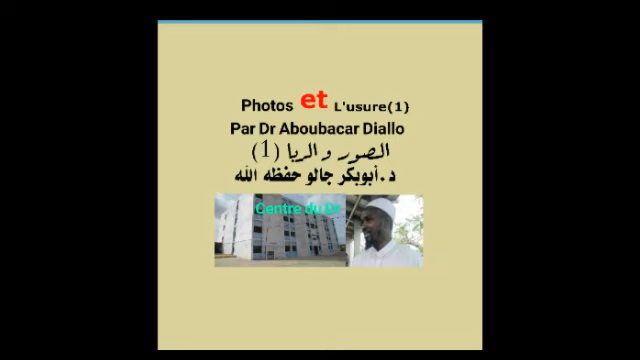 Photos et L'usure(1)
Par Dr Aboubacar Diallo
الصور و الربا (1)
د.أبوبكر جالو حفظه الله
Centre du Dr